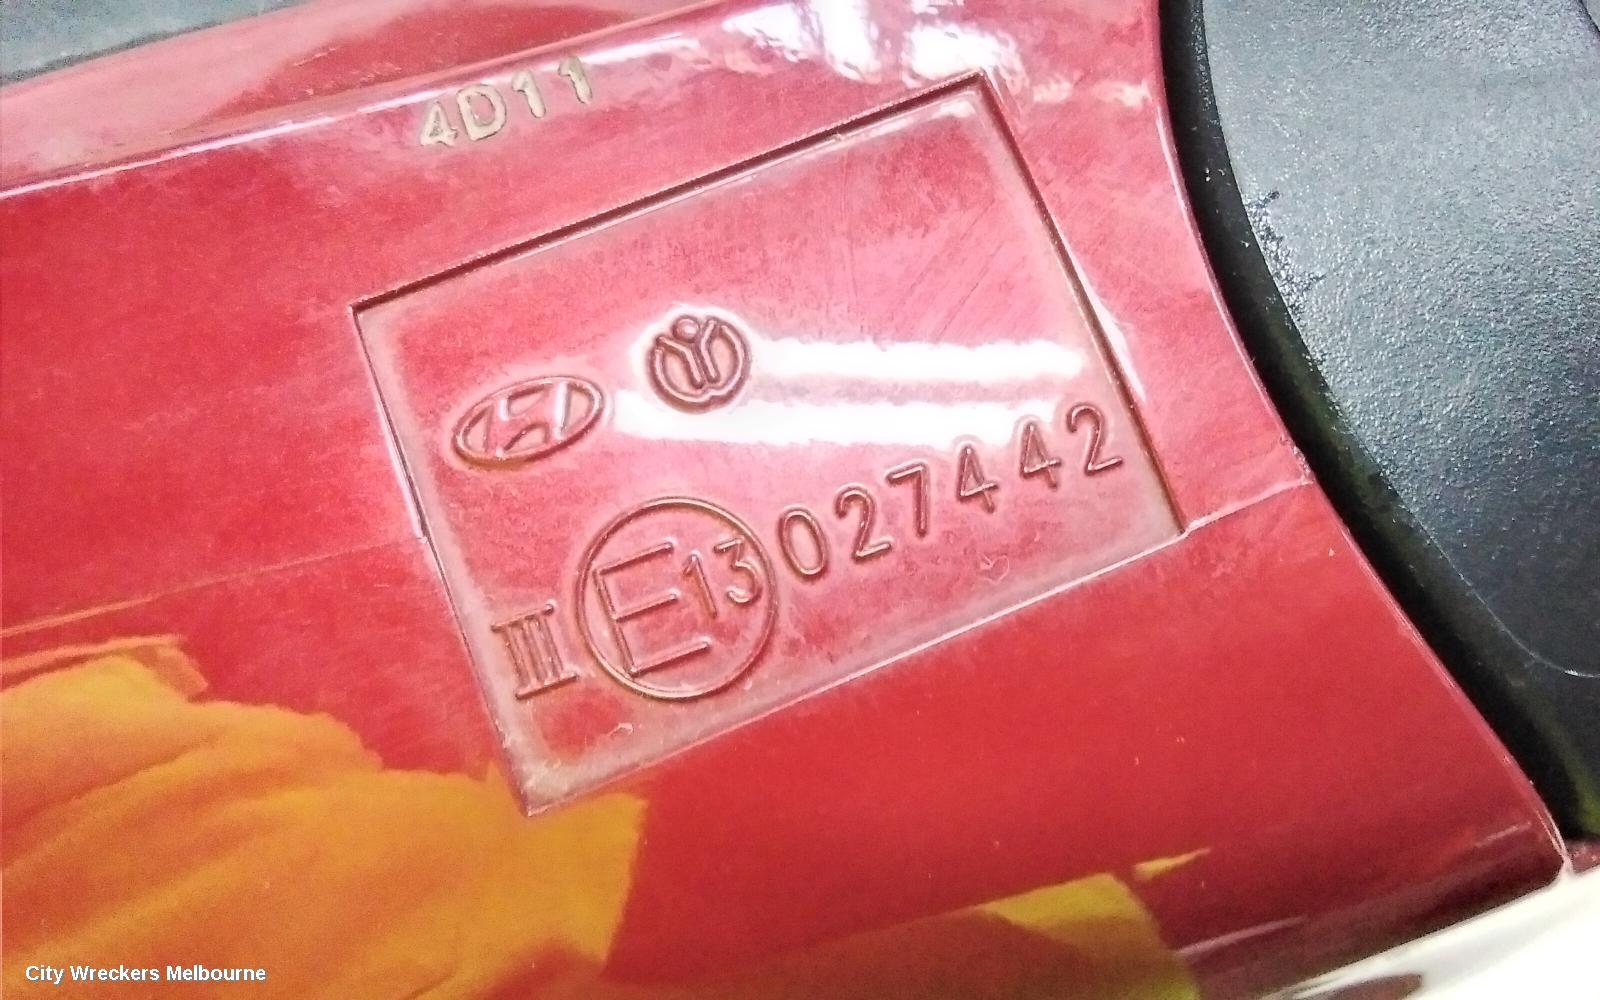 4D11
III E13 027442
City Wreckers Melbourne